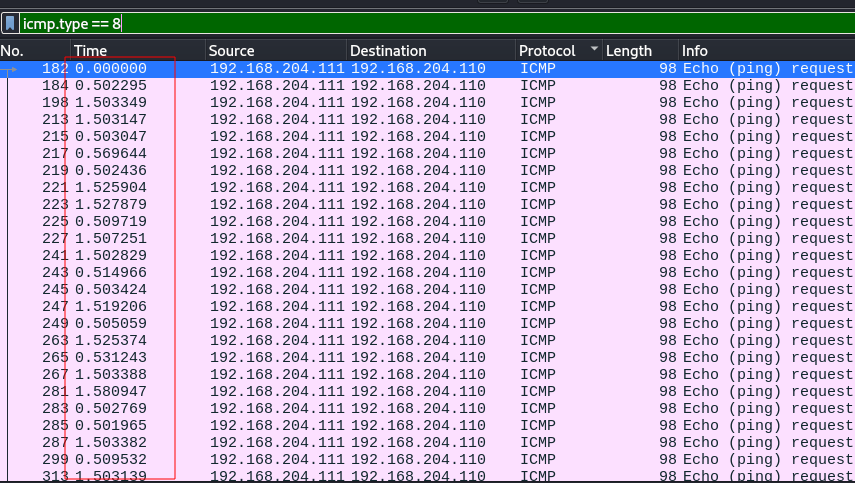 icmp.type == 8
No. Time Source Destination Protocol Length Info
182 0.000000 192.168.204.111 192.168.204.110 ICMP 98 Echo (ping) request
184 0.502295 192.168.204.111 192.168.204.110 ICMP 98 Echo (ping) request
198 1.503349 192.168.204.111 192.168.204.110 ICMP 98 Echo (ping) request
213 1.503147 192.168.204.111 192.168.204.110 ICMP 98 Echo (ping) request
215 0.503047 192.168.204.111 192.168.204.110 ICMP 98 Echo (ping) request
217 0.569644 192.168.204.111 192.168.204.110 ICMP 98 Echo (ping) request
219 0.502436 192.168.204.111 192.168.204.110 ICMP 98 Echo (ping) request
221 1.525904 192.168.204.111 192.168.204.110 ICMP 98 Echo (ping) request
223 1.527879 192.168.204.111 192.168.204.110 ICMP 98 Echo (ping) request
225 0.509719 192.168.204.111 192.168.204.110 ICMP 98 Echo (ping) request
227 1.507251 192.168.204.111 192.168.204.110 ICMP 98 Echo (ping) request
241 1.502829 192.168.204.111 192.168.204.110 ICMP 98 Echo (ping) request
243 0.514966 192.168.204.111 192.168.204.110 ICMP 98 Echo (ping) request
245 0.503424 192.168.204.111 192.168.204.110 ICMP 98 Echo (ping) request
247 1.519206 192.168.204.111 192.168.204.110 ICMP 98 Echo (ping) request
249 0.505059 192.168.204.111 192.168.204.110 ICMP 98 Echo (ping) request
263 1.525374 192.168.204.111 192.168.204.110 ICMP 98 Echo (ping) request
265 0.531243 192.168.204.111 192.168.204.110 ICMP 98 Echo (ping) request
267 1.503388 192.168.204.111 192.168.204.110 ICMP 98 Echo (ping) request
281 1.580947 192.168.204.111 192.168.204.110 ICMP 98 Echo (ping) request
283 0.502769 192.168.204.111 192.168.204.110 ICMP 98 Echo (ping) request
285 0.501965 192.168.204.111 192.168.204.110 ICMP 98 Echo (ping) request
287 1.503382 192.168.204.111 192.168.204.110 ICMP 98 Echo (ping) request
299 0.509532 192.168.204.111 192.168.204.110 ICMP 98 Echo (ping) request
313 1.503139 192.168.204.111 192.168.204.110 ICMP 98 Echo (ping) request